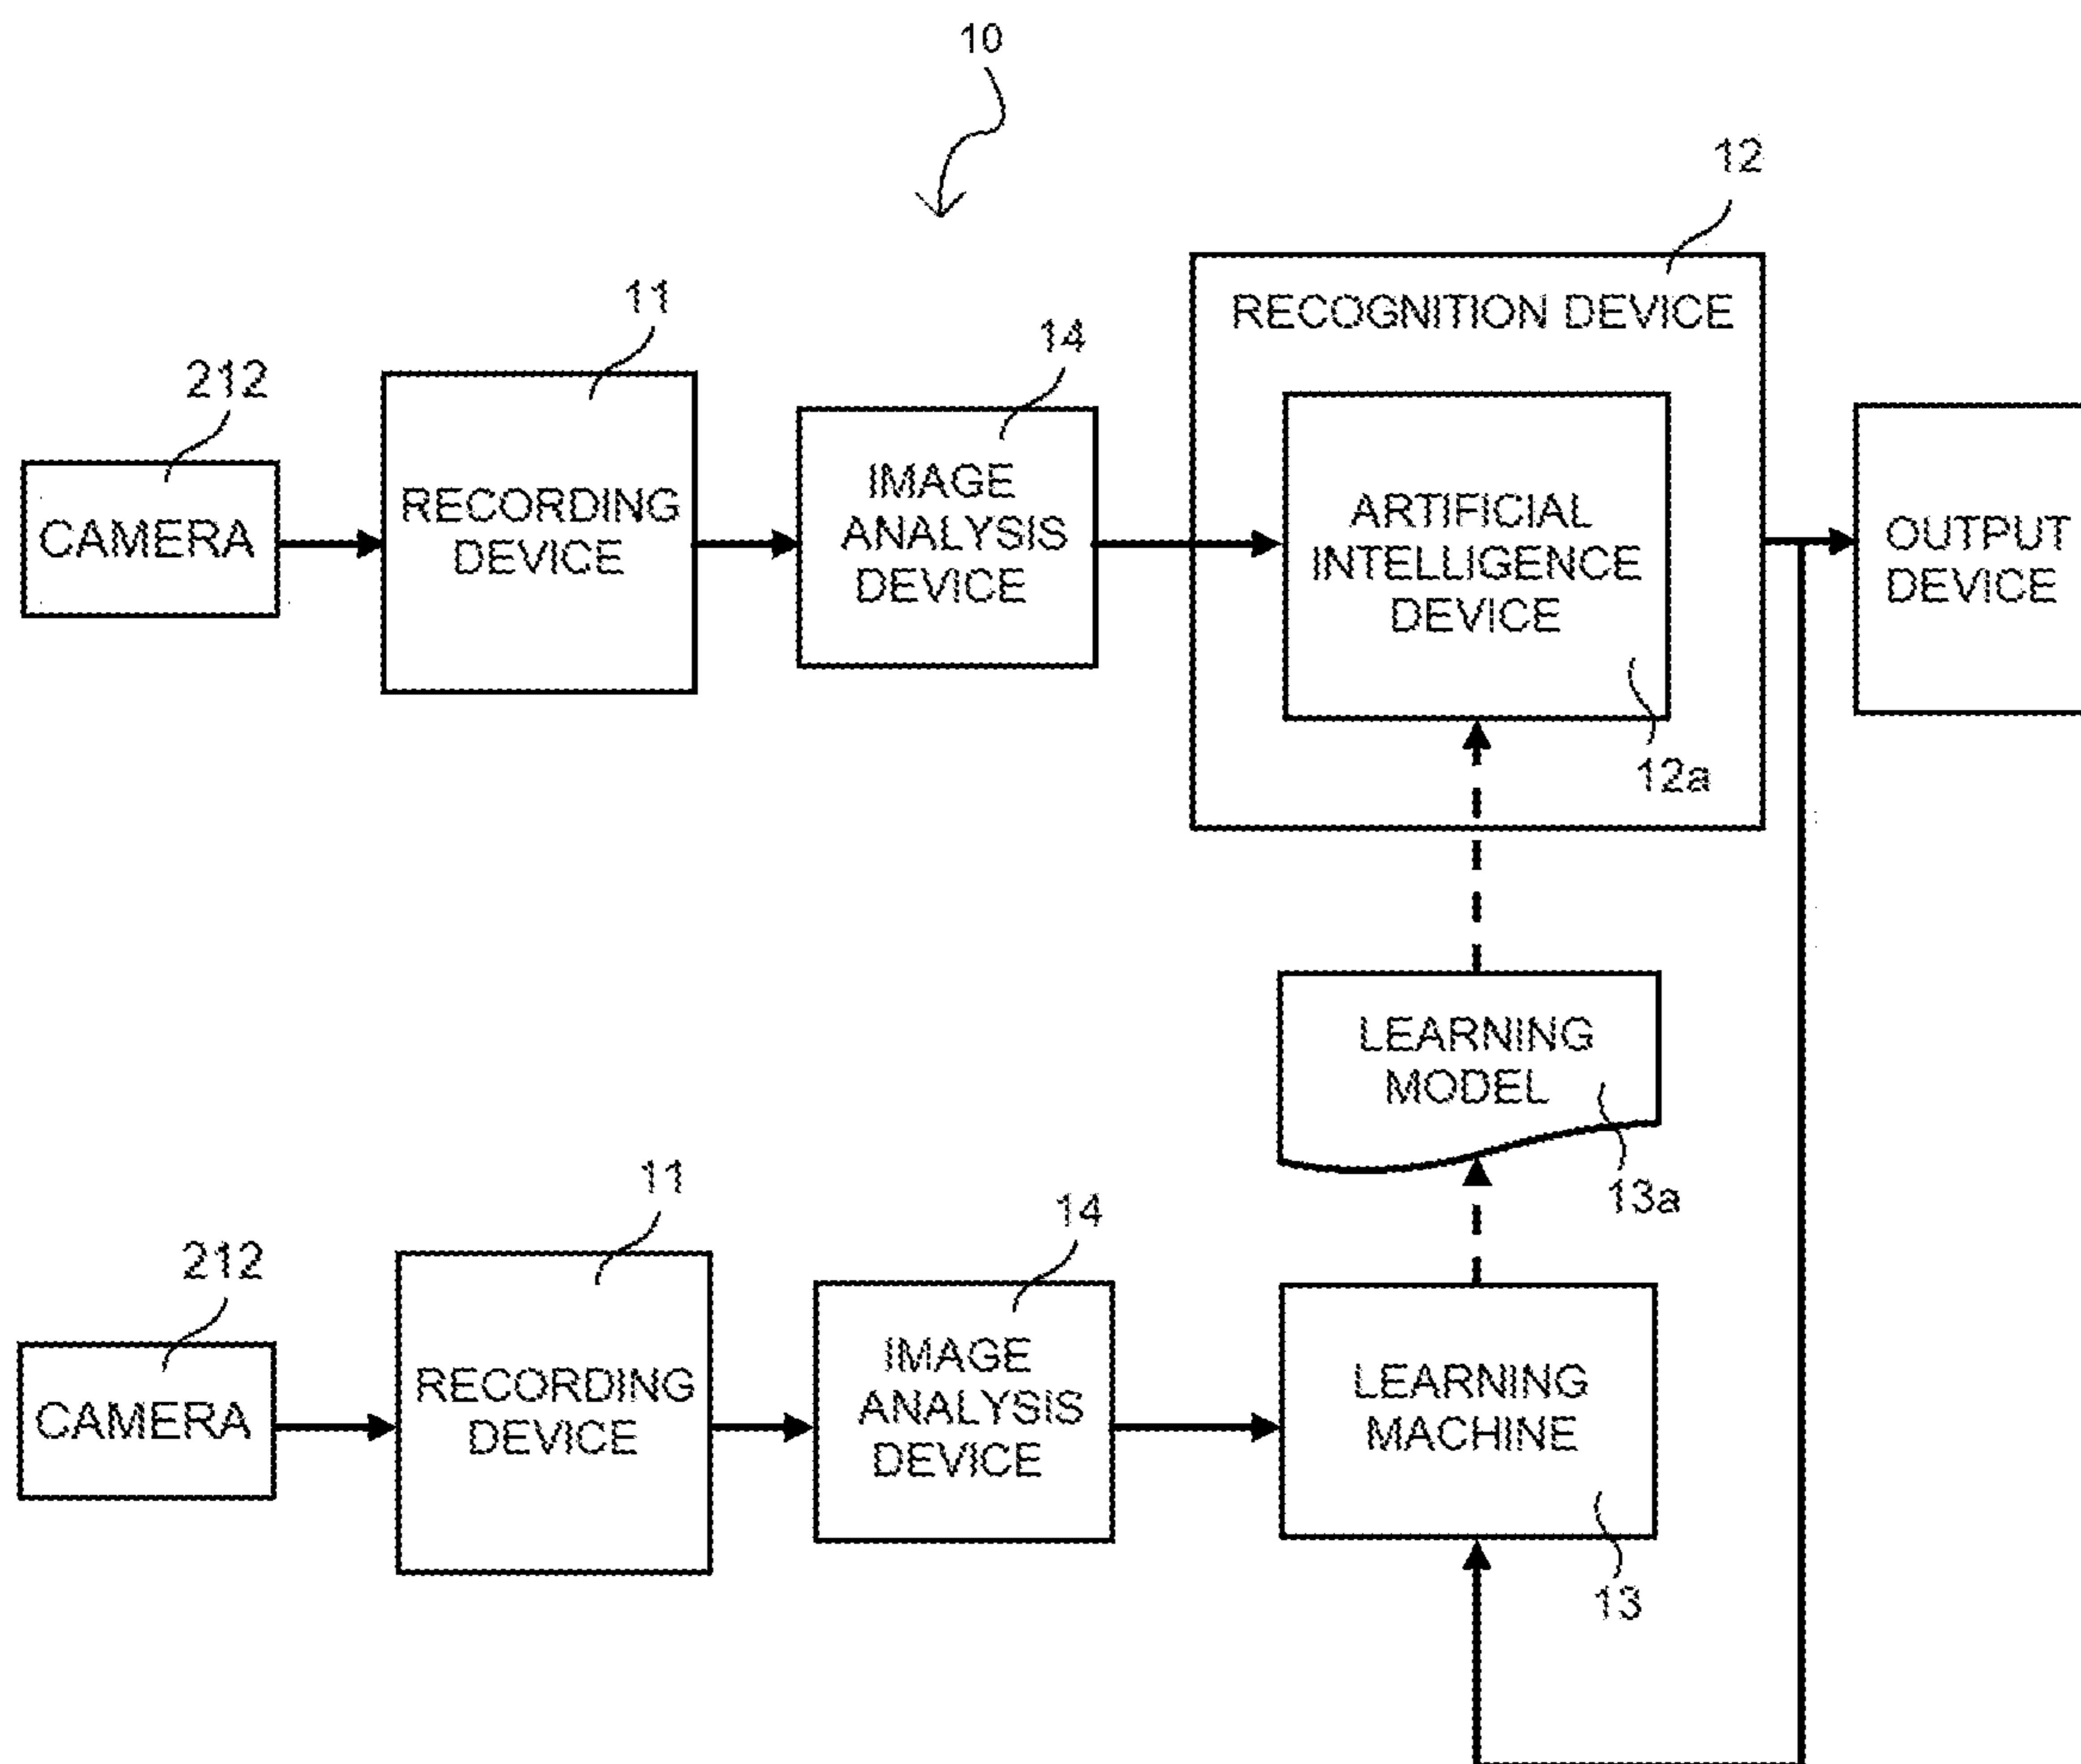 10
12
RECOGNITION DEVICE
11
14
212
CAMERA
RECORDING
DEVICE
IMAGE
ANALYSIS
DEVICE
ARTIFICIAL
INTELLIGENCE
DEVICE
12a
OUTPUT
DEVICE
LEARNING
MODEL
13a
11
14
212
CAMERA
RECORDING
DEVICE
IMAGE
ANALYSIS
DEVICE
LEARNING
MACHINE
13